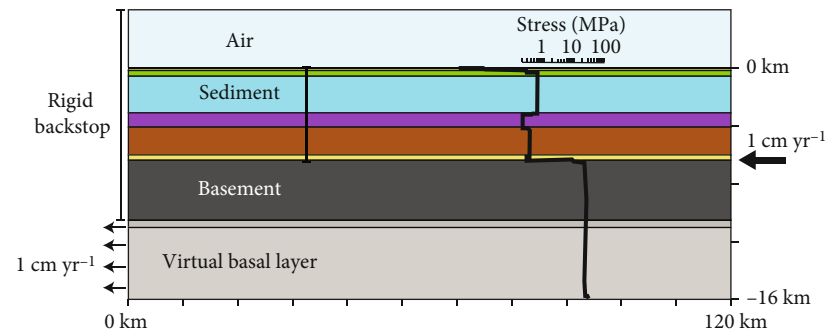 Air
Stress (MPa)
1 10 100
0 km
Rigid
backstop
Sediment
1 cm yr⁻¹
Basement
1 cm yr⁻¹
Virtual basal layer
–16 km
0 km
120 km